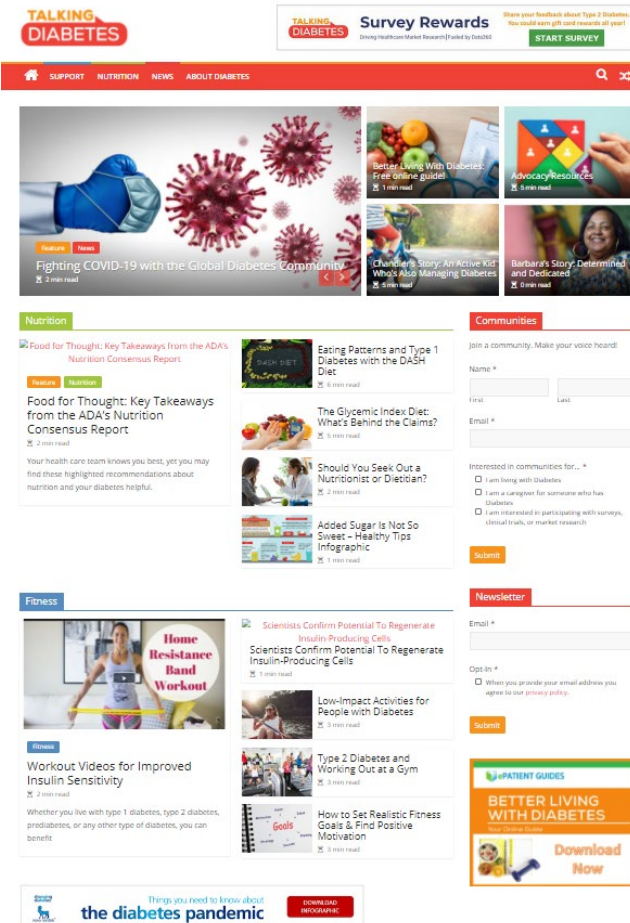 TALKING
DIABETES
TALKING
DIABETES
Survey Rewards
Driving Healthcare Market Research | Fueled by Data360
Share your feedback about Type 2 Diabetes.
You could earn gift card rewards all year!
START SURVEY
SUPPORT NUTRITION NEWS ABOUT DIABETES
Feature News
Fighting COVID-19 with the Global Diabetes Community
2 min read
Better Living With Diabetes:
Free online guide!
1 min read
Advocacy Resources
5 min read
Chandler's Story: An Active Kid
Who's Also Managing Diabetes
5 min read
Barbara's Story: Determined
and Dedicated
0 min read
Nutrition
Food for Thought: Key Takeaways from the ADA's
Nutrition Consensus Report
Feature Nutrition
Food for Thought: Key Takeaways
from the ADA's Nutrition
Consensus Report
2 min read
Your health care team knows you best, yet you may
find these highlighted recommendations about
nutrition and your diabetes helpful.
DASH DIET
Eating Patterns and Type 1
Diabetes with the DASH
Diet
6 min read
The Glycemic Index Diet:
What's Behind the Claims?
5 min read
Should You Seek Out a
Nutritionist or Dietitian?
2 min read
Added Sugar Is Not So
Sweet – Healthy Tips
Infographic
1 min read
Communities
Join a community. Make your voice heard!
Name *
First Last
Email *
Interested in communities for... *
I am living with Diabetes
I am a caregiver for someone who has
Diabetes
I am interested in participating with surveys,
clinical trials, or market research
Submit
Fitness
Home
Resistance
Band
Workout
Fitness
Workout Videos for Improved
Insulin Sensitivity
2 min read
Whether you live with type 1 diabetes, type 2 diabetes,
prediabetes, or any other type of diabetes, you can
benefit
Scientists Confirm Potential To Regenerate
Insulin-Producing Cells
Scientists Confirm Potential To Regenerate
Insulin-Producing Cells
1 min read
Low-Impact Activities for
People with Diabetes
3 min read
Type 2 Diabetes and
Working Out at a Gym
3 min read
Goals
How to Set Realistic Fitness
Goals & Find Positive
Motivation
3 min read
Newsletter
Email *
Opt-In *
When you provide your email address you
agree to our privacy policy.
Submit
ePATIENT GUIDES
BETTER LIVING
WITH DIABETES
Your Online Guide
Download
Now
Things you need to know about
the diabetes pandemic
DOWNLOAD
INFOGRAPHIC